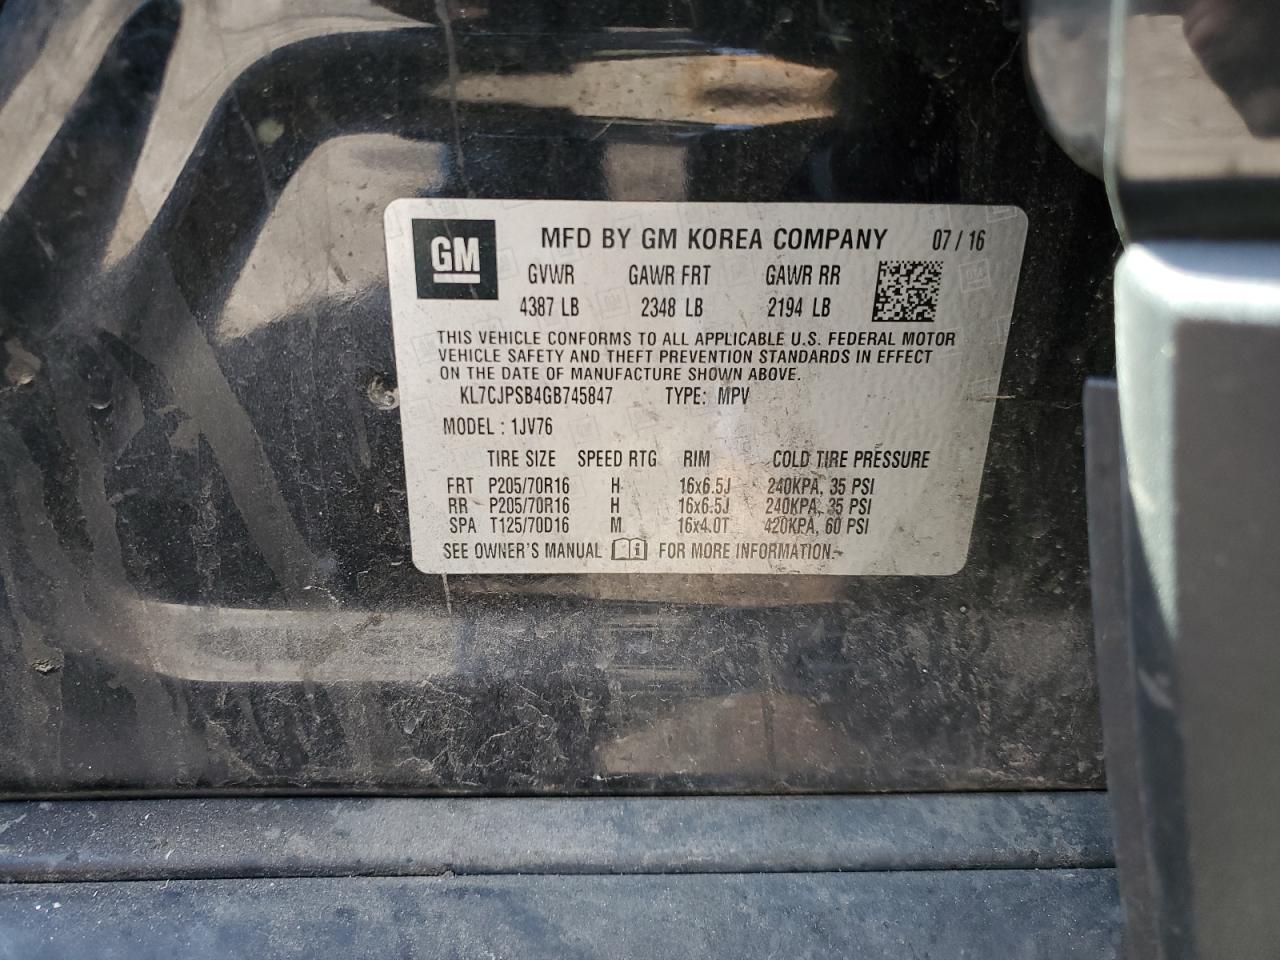 GM MFD BY GM KOREA COMPANY 07 / 16
GVWR GAWR FRT GAWR RR
4387 LB 2348 LB 2194 LB
THIS VEHICLE CONFORMS TO ALL APPLICABLE U.S. FEDERAL MOTOR
VEHICLE SAFETY AND THEFT PREVENTION STANDARDS IN EFFECT
ON THE DATE OF MANUFACTURE SHOWN ABOVE.
KL7CJPSB4GB745847 TYPE: MPV
MODEL : 1JV76
TIRE SIZE SPEED RTG RIM COLD TIRE PRESSURE
FRT P205/70R16 H 16x6.5J 240KPA, 35 PSI
RR P205/70R16 H 16x6.5J 240KPA, 35 PSI
SPA T125/70D16 M 16x4.0T 420KPA, 60 PSI
SEE OWNER'S MANUAL FOR MORE INFORMATION.